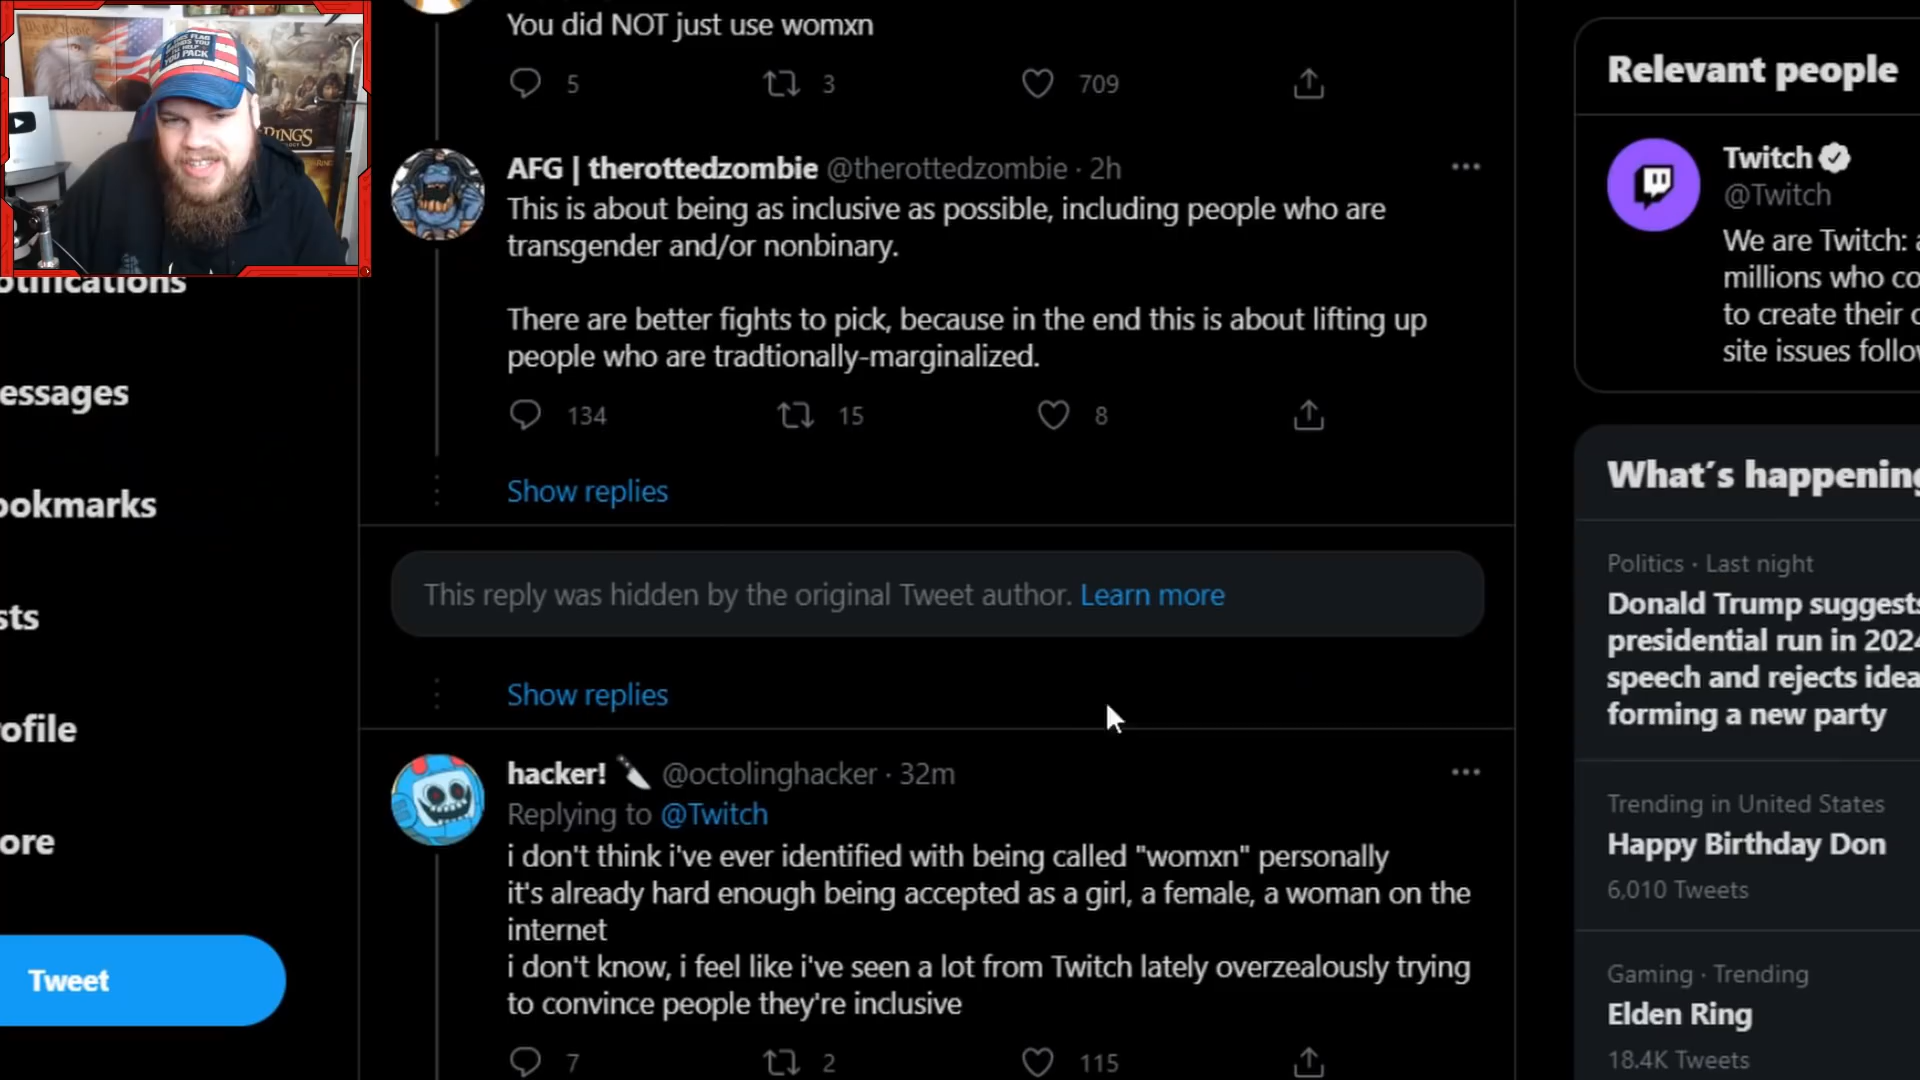 You did NOT just use womxn
5
3
709
AFG | therottedzombie @therottedzombie · 2h
This is about being as inclusive as possible, including people who are
transgender and/or nonbinary.
There are better fights to pick, because in the end this is about lifting up
people who are tradtionally-marginalized.
134
15
8
Show replies
This reply was hidden by the original Tweet author. Learn more
Show replies
hacker! @octolinghacker · 32m
Replying to @Twitch
i don't think i've ever identified with being called "womxn" personally
it's already hard enough being accepted as a girl, a female, a woman on the
internet
i don't know, i feel like i've seen a lot from Twitch lately overzealously trying
to convince people they're inclusive
7
2
115
otifications
essages
ookmarks
sts
ofile
ore
Tweet
Relevant people
Twitch
@Twitch
We are Twitch: a
millions who co
to create their c
site issues follow
What's happening
Politics · Last night
Donald Trump suggests
presidential run in 2024
speech and rejects idea
forming a new party
Trending in United States
Happy Birthday Don
6,010 Tweets
Gaming · Trending
Elden Ring
18.4K Tweets
RINGS